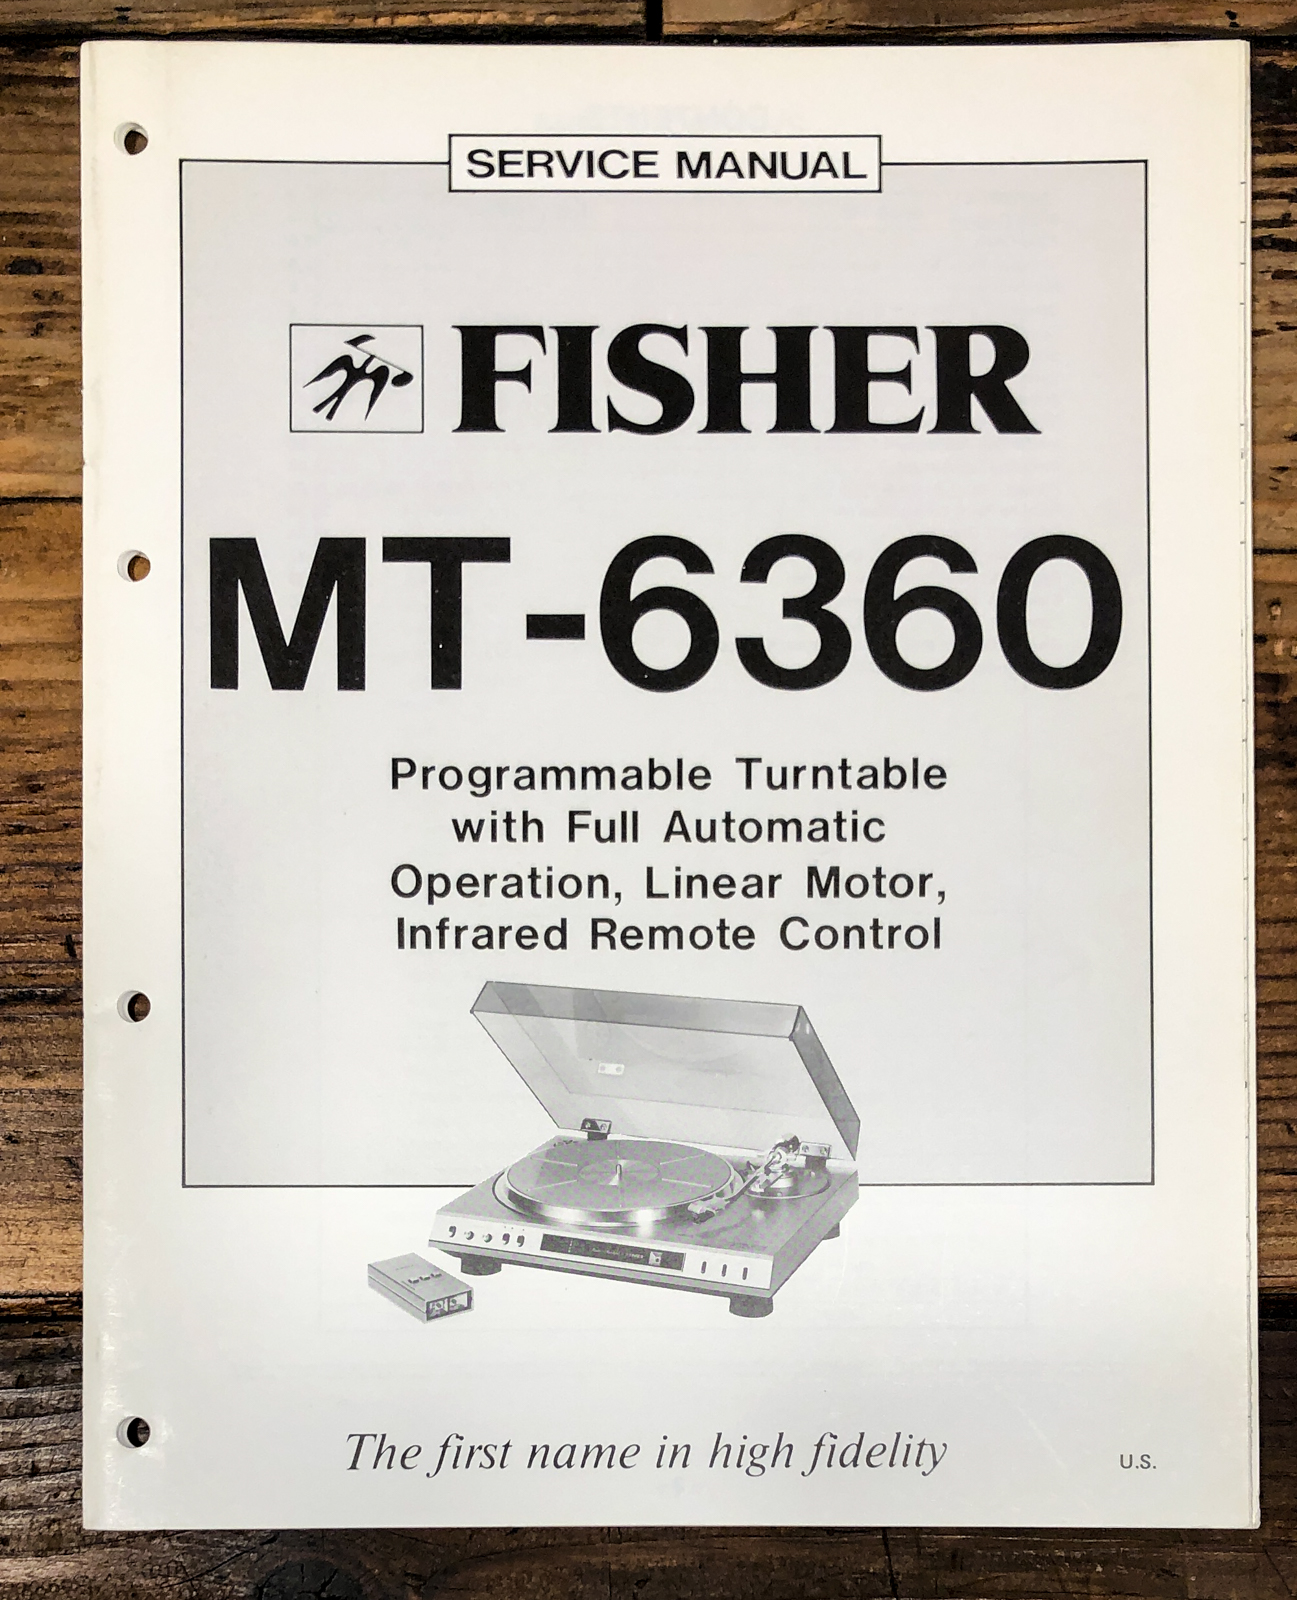 SERVICE MANUAL
FISHER
MT-6360
Programmable Turntable
with Full Automatic
Operation, Linear Motor,
Infrared Remote Control
The first name in high fidelity
U.S.